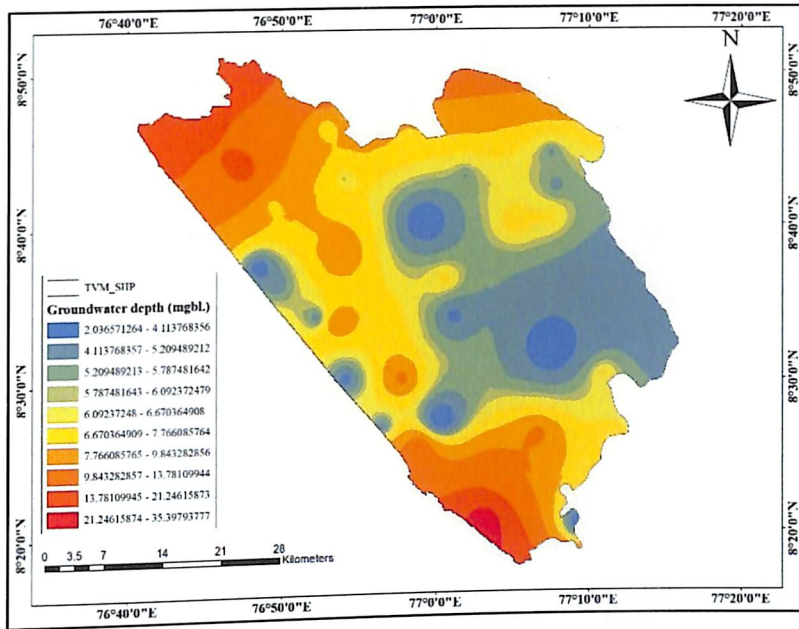 76°40'0"E 76°50'0"E 77°0'0"E 77°10'0"E 77°20'0"E
N
8°50'0"N 8°50'0"N
8°40'0"N 8°40'0"N
TVM_SHP
Groundwater depth (mgbl.)
2.036571264 - 4.113768356
4.113768357 - 5.209489212
5.209489213 - 5.787481642
5.787481643 - 6.092372479
6.09237248 - 6.670364908
6.670364909 - 7.766085764
7.766085765 - 9.843282856
9.843282857 - 13.78109944
13.78109945 - 21.24615873
21.24615874 - 35.39793777
8°30'0"N 8°30'0"N
8°20'0"N 8°20'0"N
0 3.5 7 14 21 28
Kilometers
76°40'0"E 76°50'0"E 77°0'0"E 77°10'0"E 77°20'0"E